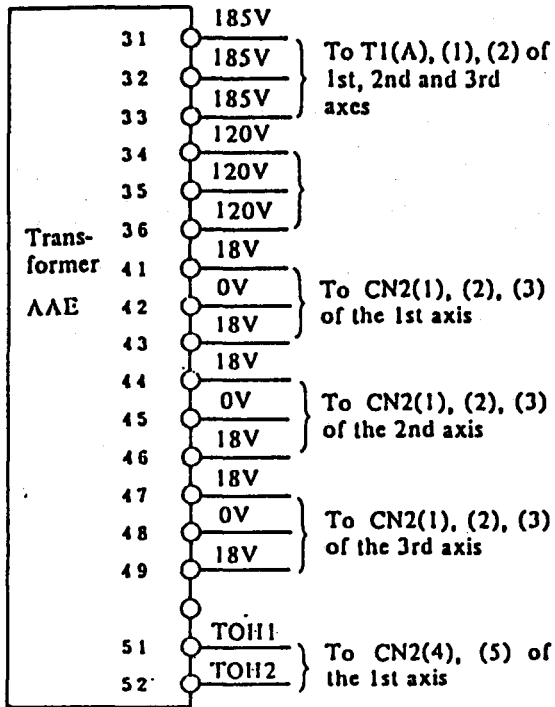 185V
31
185V
32
185V
33
To T1(A), (1), (2) of
1st, 2nd and 3rd
axes
120V
34
120V
35
120V
36
Trans-
former
AAE
18V
41
0V
42
18V
43
To CN2(1), (2), (3)
of the 1st axis
18V
44
0V
45
18V
46
To CN2(1), (2), (3)
of the 2nd axis
18V
47
0V
48
18V
49
To CN2(1), (2), (3)
of the 3rd axis
TOH1
51
TOH2
52
To CN2(4), (5) of
the 1st axis